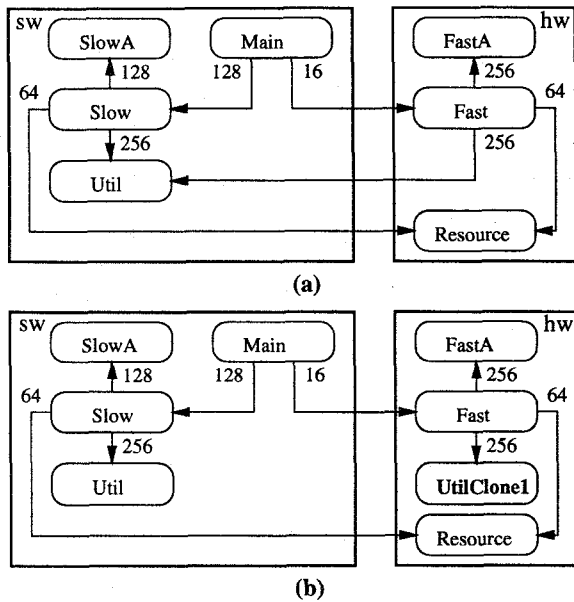 sw
hw
SlowA
Main
FastA
128
128
16
256
64
64
Slow
Fast
256
256
Util
Resource
(a)
sw
hw
SlowA
Main
FastA
128
128
16
256
64
64
Slow
Fast
256
256
Util
UtilClone1
Resource
(b)